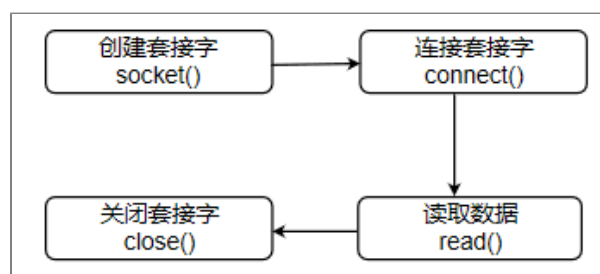 创建套接字
socket()
连接套接字
connect()
关闭套接字
close()
读取数据
read()